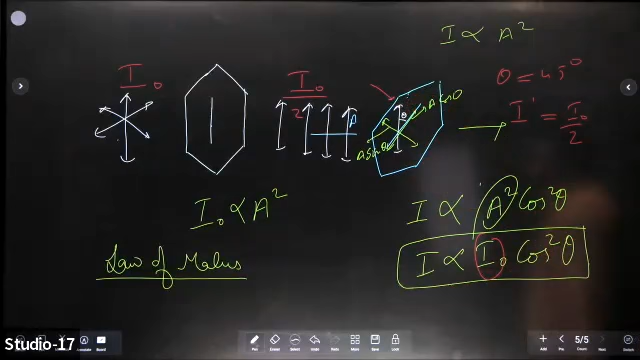 I ∝ A²
I₀
I₀/2
θ = 45°
A
θ
A cos θ
A sin θ
I' = I₀/2
I₀ ∝ A²
I ∝ A² Cos²θ
Law of Malus
I ∝ I₀ Cos²θ
Studio-17
5/5